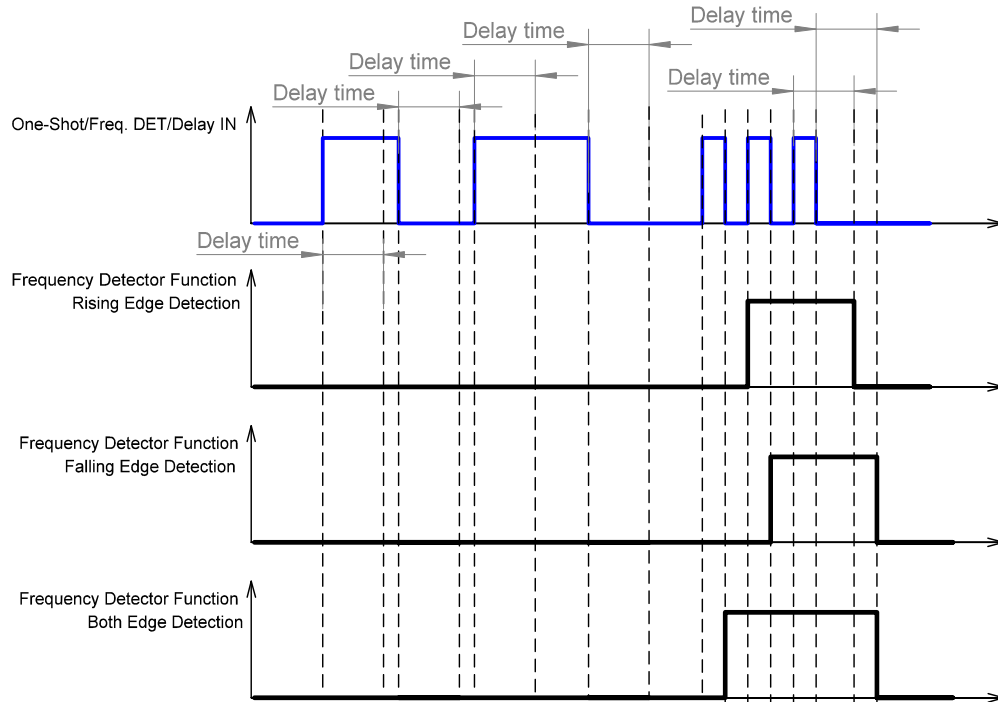 Delay time
Delay time
Delay time
Delay time
Delay time
One-Shot/Freq. DET/Delay IN
Delay time
Frequency Detector Function
Rising Edge Detection
Frequency Detector Function
Falling Edge Detection
Frequency Detector Function
Both Edge Detection